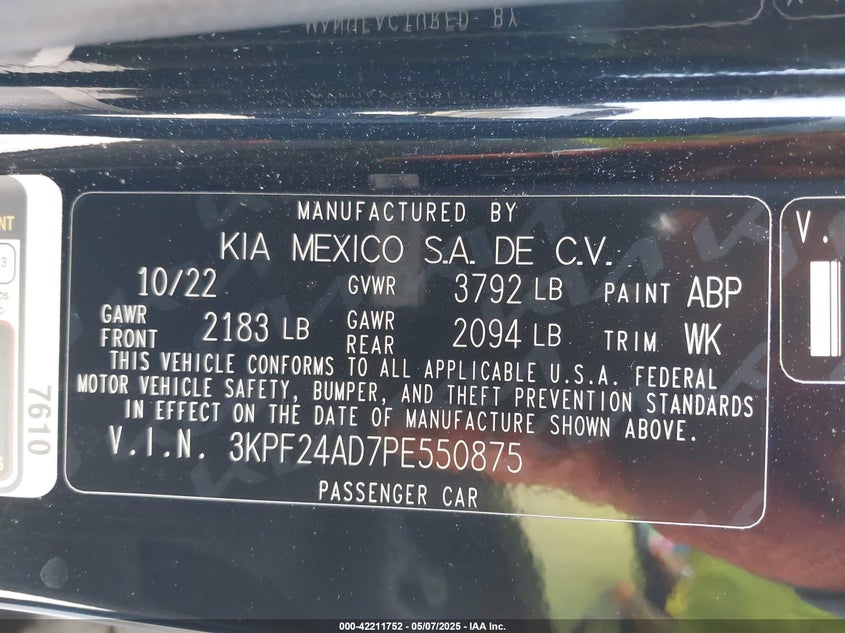 MANUFACTURED BY
MANUFACTURED BY
KIA MEXICO S.A. DE C.V.
10/22 GVWR 3792 LB PAINT ABP
GAWR FRONT 2183 LB GAWR REAR 2094 LB TRIM WK
THIS VEHICLE CONFORMS TO ALL APPLICABLE U.S.A. FEDERAL
MOTOR VEHICLE SAFETY, BUMPER, AND THEFT PREVENTION STANDARDS
IN EFFECT ON THE DATE OF MANUFACTURE SHOWN ABOVE.
V.I.N. 3KPF24AD7PE550875
PASSENGER CAR
7610
V.
000-42211752 - 05/07/2025 - IAA Inc.